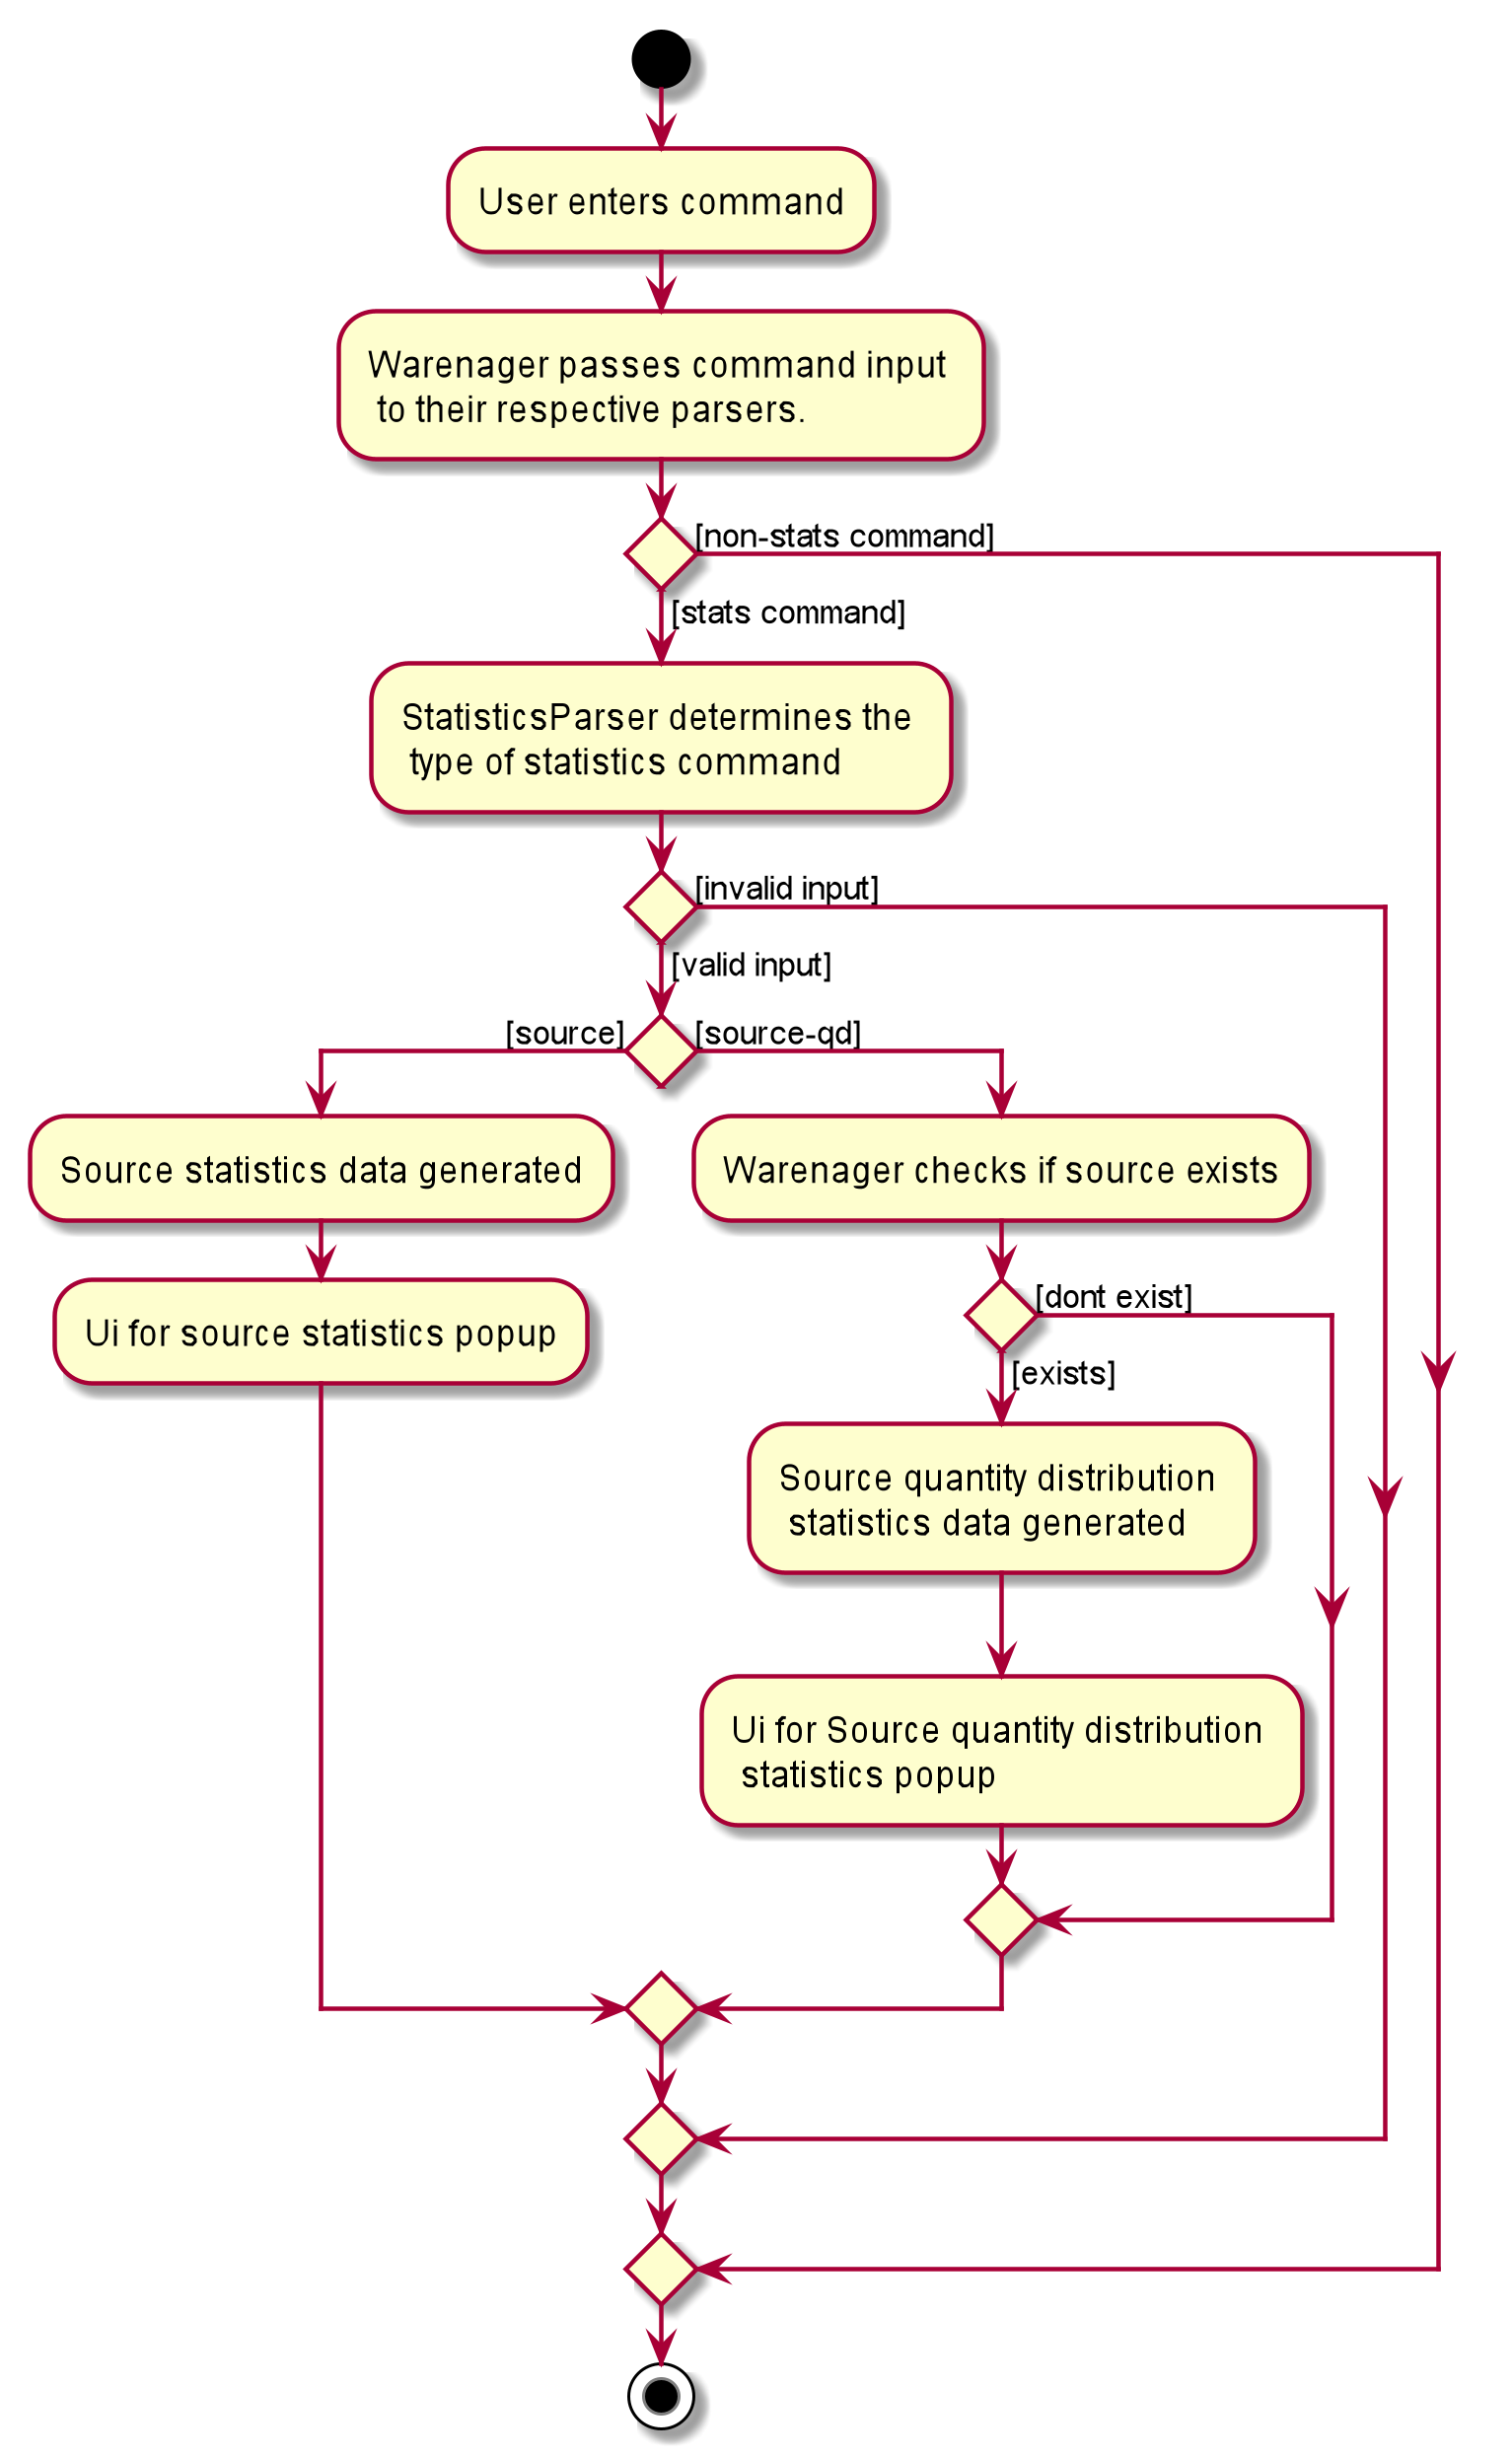 User enters command
Warenager passes command input
to their respective parsers.
[non-stats command]
[stats command]
StatisticsParser determines the
type of statistics command
[invalid input]
[valid input]
[source]
[source-qd]
Source statistics data generated
Warenager checks if source exists
Ui for source statistics popup
[dont exist]
[exists]
Source quantity distribution
statistics data generated
Ui for Source quantity distribution
statistics popup